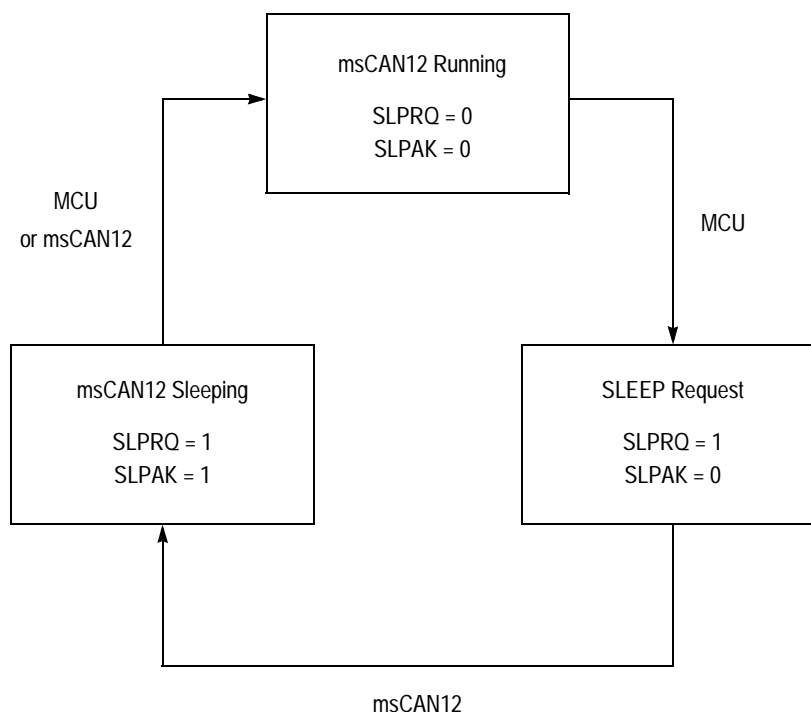 msCAN12 Running
SLPRQ = 0
SLPAK = 0
MCU
or msCAN12
MCU
msCAN12 Sleeping
SLPRQ = 1
SLPAK = 1
SLEEP Request
SLPRQ = 1
SLPAK = 0
msCAN12